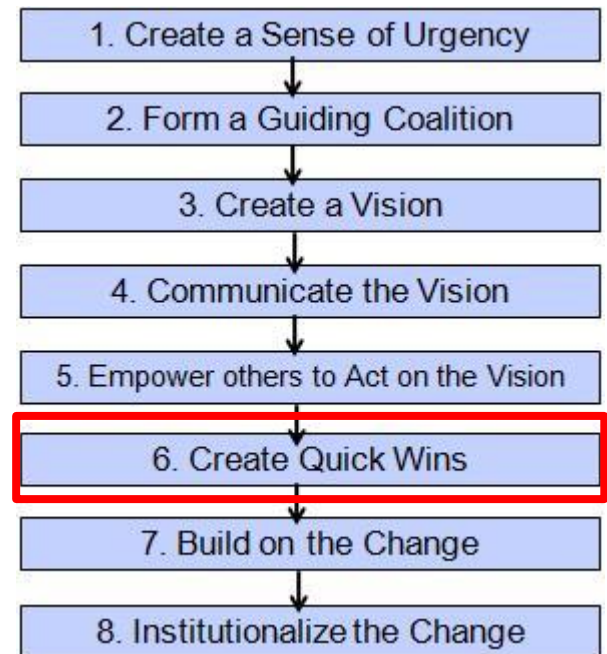 1. Create a Sense of Urgency
2. Form a Guiding Coalition
3. Create a Vision
4. Communicate the Vision
5. Empower others to Act on the Vision
6. Create Quick Wins
7. Build on the Change
8. Institutionalize the Change